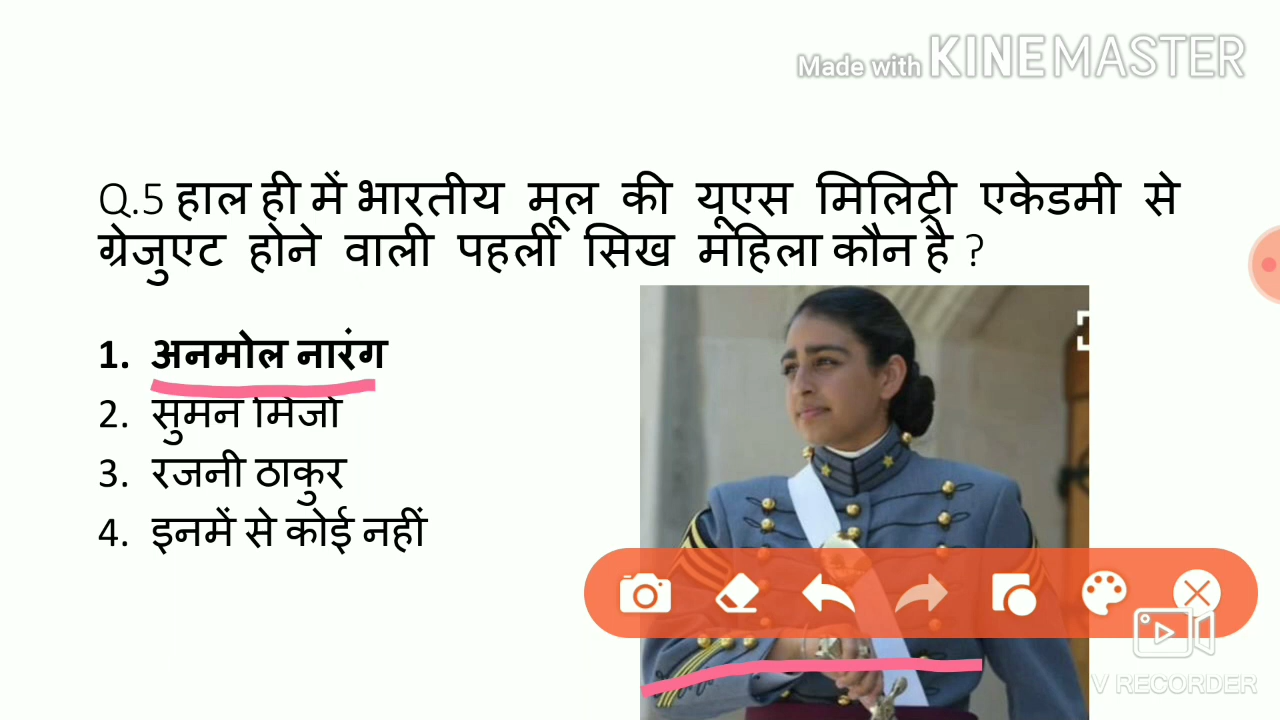 Made with KINEMASTER
Q.5 हाल ही में भारतीय मूल की यूएस मिलिट्री एकेडमी से
ग्रेजुएट होने वाली पहली सिख महिला कौन है ?
1. अनमोल नारंग
2. सुमन मिर्जा
3. रजनी ठाकुर
4. इनमें से कोई नहीं
V RECORDER